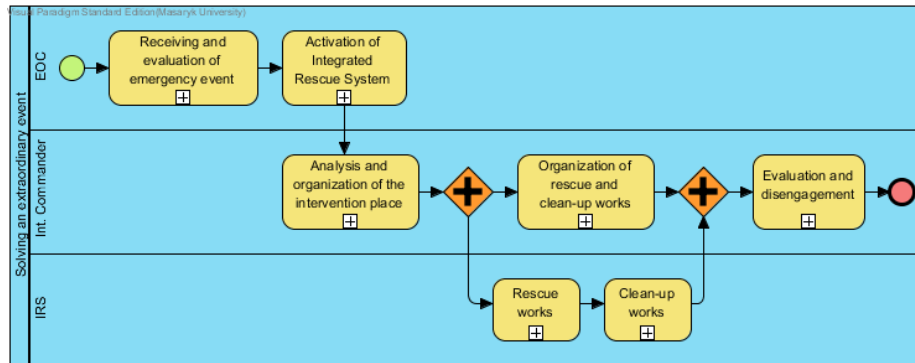 Visual Paradigm Standard Edition(Masaryk University)
Solving an extraordinary event
EOC
Receiving and
evaluation of
emergency event
Activation of
Integrated
Rescue System
Int. Commander
Analysis and
organization of the
intervention place
Organization of
rescue and
clean-up works
Evaluation and
disengagement
IRS
Rescue
works
Clean-up
works